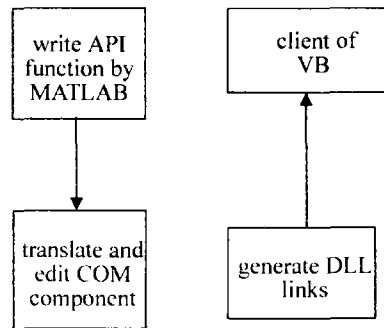 write API
function by
MATLAB
client of
VB
translate and
edit COM
component
generate DLL
links